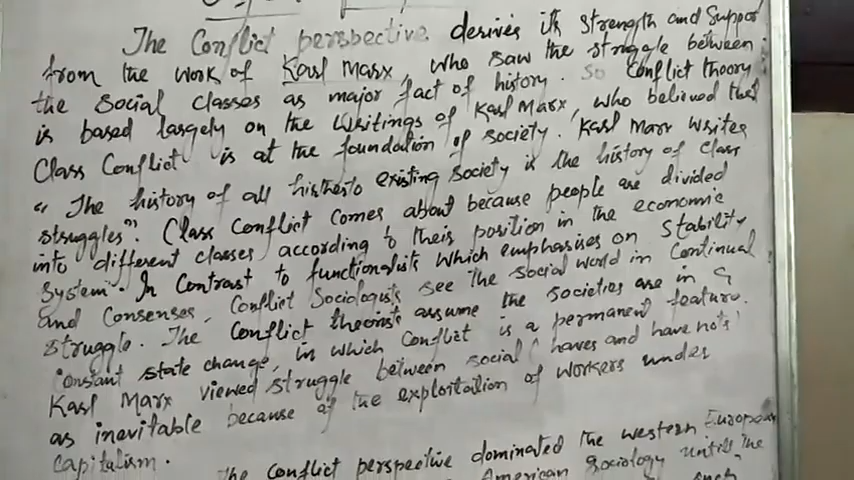 The Conflict perspective derives its strength and Suppor
from the work of Karl Marx, who saw the struggle between
the Social Classes as major fact of history. so Conflict theory
is based largely on the Writings of Karl Marx, who believed that
Class Conflict is at the foundation of society. Karl Marx writes
" The history of all hitherto existing Society is the history of class
struggles". Class Conflict comes about because people are divided
into different classes according to their position in the economic
System. In Contrast to functionalists which emphasises on Stability
and Consenses, Conflict Sociologists see the social world in Continual
Struggle. The Conflict theorists assume the societies are in a
Constant state change, in which Conflict is a permanent feature.
Karl Marx viewed struggle between social (haves and have nots)
as inevitable because of the exploitation of workers under
Capitalism.
The Conflict perspective dominated the western European
American Sociology untill the
such